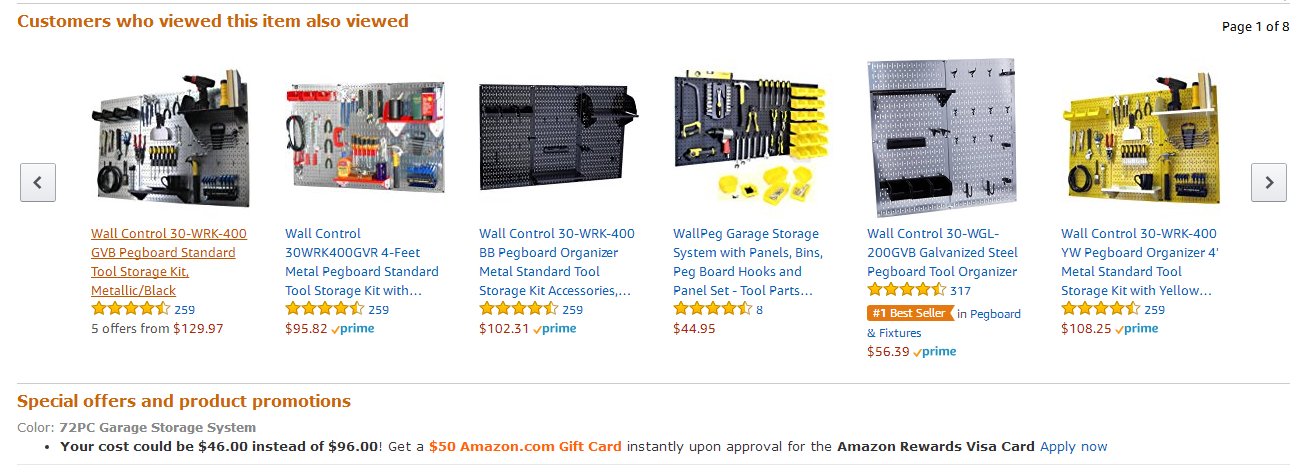 Customers who viewed this item also viewed
Page 1 of 8
Wall Control 30-WRK-400
GVB Pegboard Standard
Tool Storage Kit,
Metallic/Black
259
5 offers from $129.97
Wall Control
30WRK400GVR 4-Feet
Metal Pegboard Standard
Tool Storage Kit with...
259
$95.82 prime
Wall Control 30-WRK-400
BB Pegboard Organizer
Metal Standard Tool
Storage Kit Accessories,...
259
$102.31 prime
WallPeg Garage Storage
System with Panels, Bins,
Peg Board Hooks and
Panel Set - Tool Parts...
8
$44.95
Wall Control 30-WGL-
200GVB Galvanized Steel
Pegboard Tool Organizer
317
#1 Best Seller in Pegboard
& Fixtures
$56.39 prime
Wall Control 30-WRK-400
YW Pegboard Organizer 4'
Metal Standard Tool
Storage Kit with Yellow...
259
$108.25 prime
Special offers and product promotions
Color: 72PC Garage Storage System
• Your cost could be $46.00 instead of $96.00! Get a $50 Amazon.com Gift Card instantly upon approval for the Amazon Rewards Visa Card Apply now